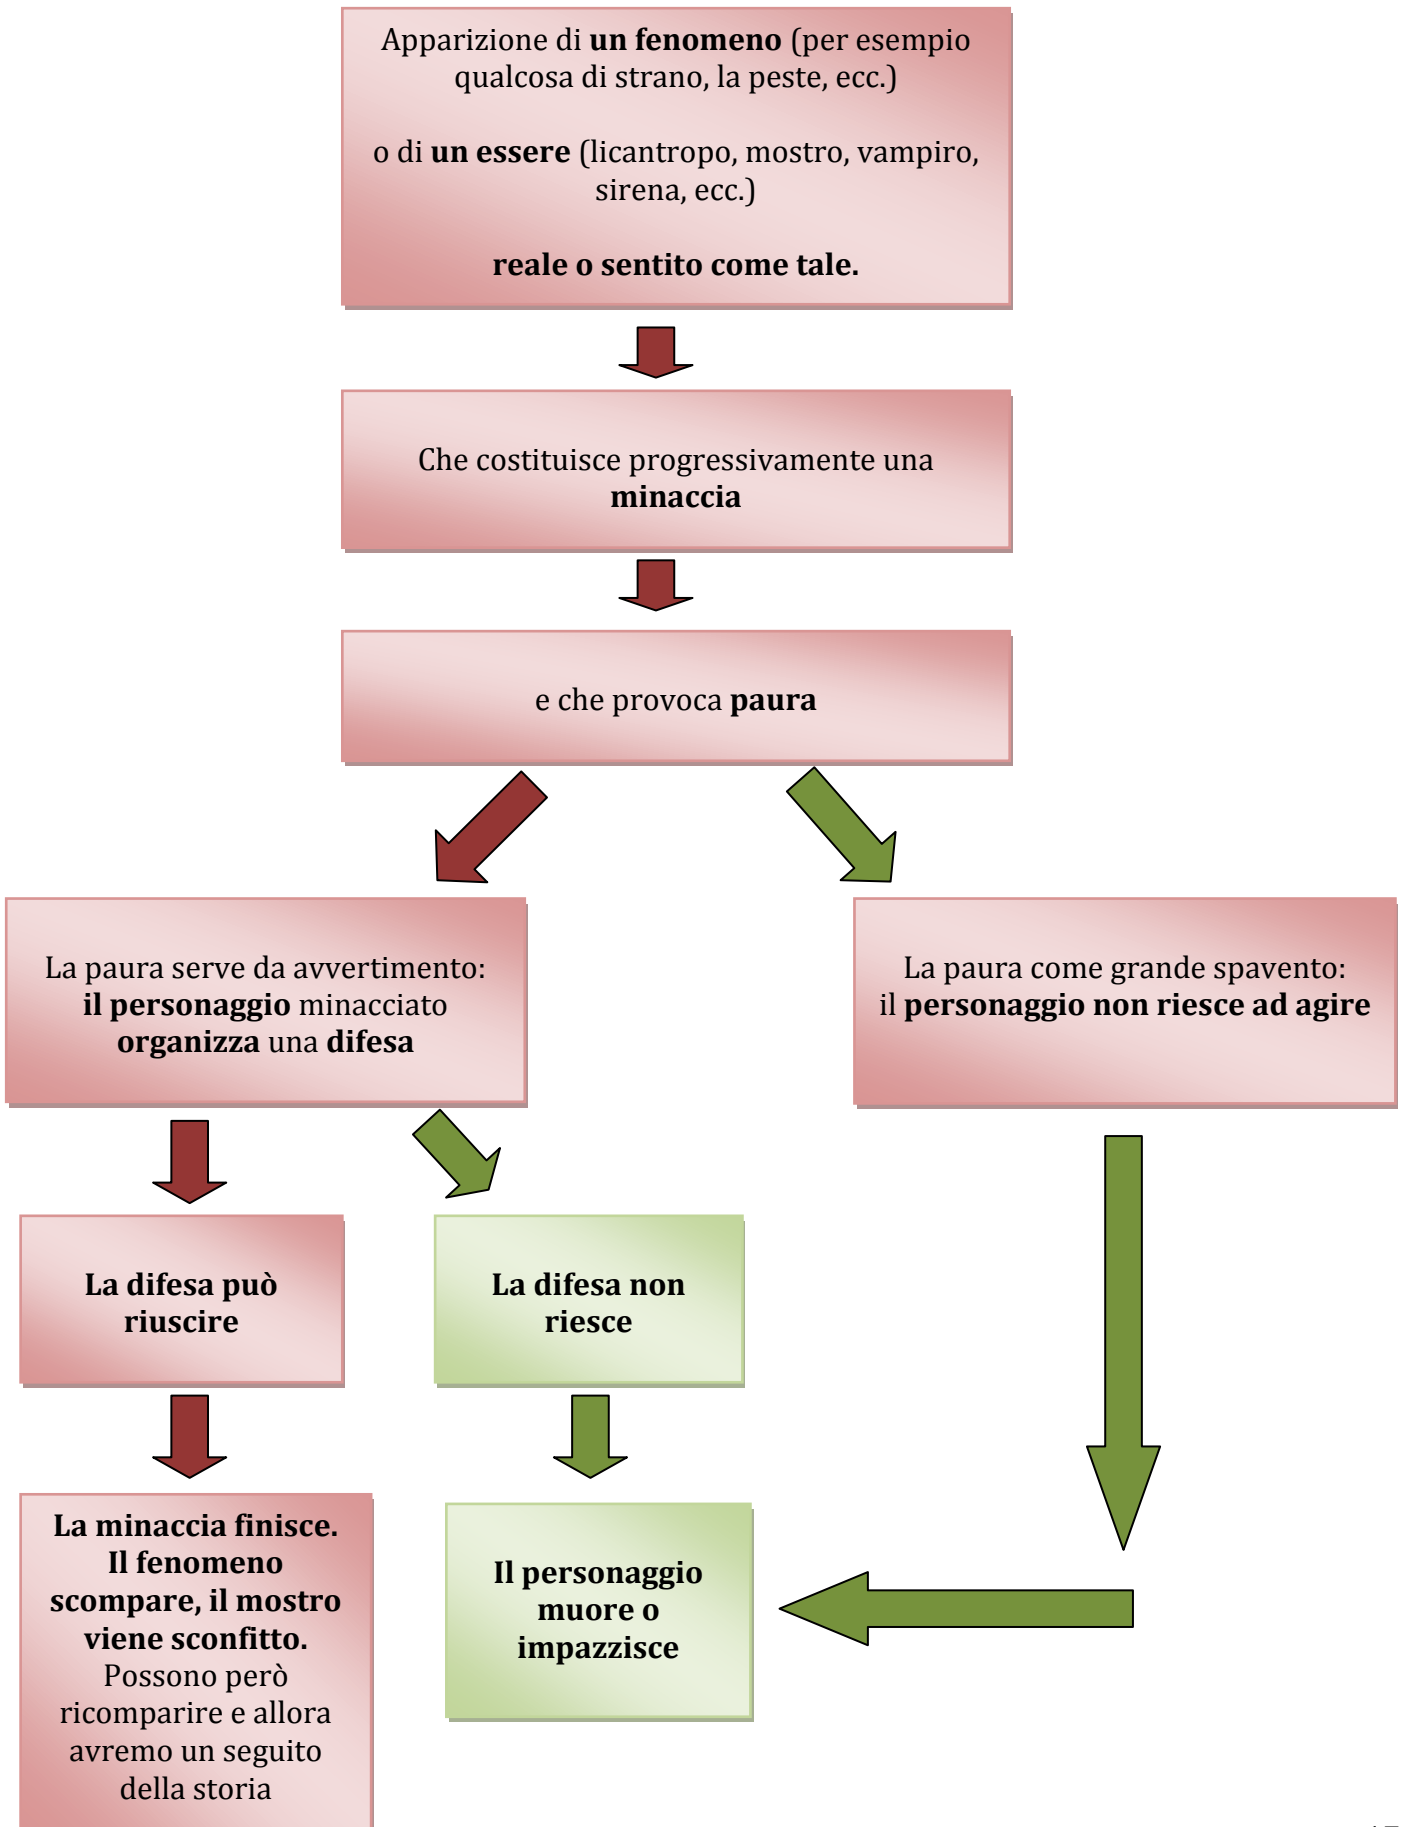 Apparizione di un fenomeno (per esempio
qualcosa di strano, la peste, ecc.)
o di un essere (licantropo, mostro, vampiro,
sirena, ecc.)
reale o sentito come tale.
Che costituisce progressivamente una
minaccia
e che provoca paura
La paura serve da avvertimento:
il personaggio minacciato
organizza una difesa
La paura come grande spavento:
il personaggio non riesce ad agire
La difesa può
riuscire
La difesa non
riesce
La minaccia finisce.
Il fenomeno
scompare, il mostro
viene sconfitto.
Possono però
ricomparire e allora
avremo un seguito
della storia
Il personaggio
muore o
impazzisce